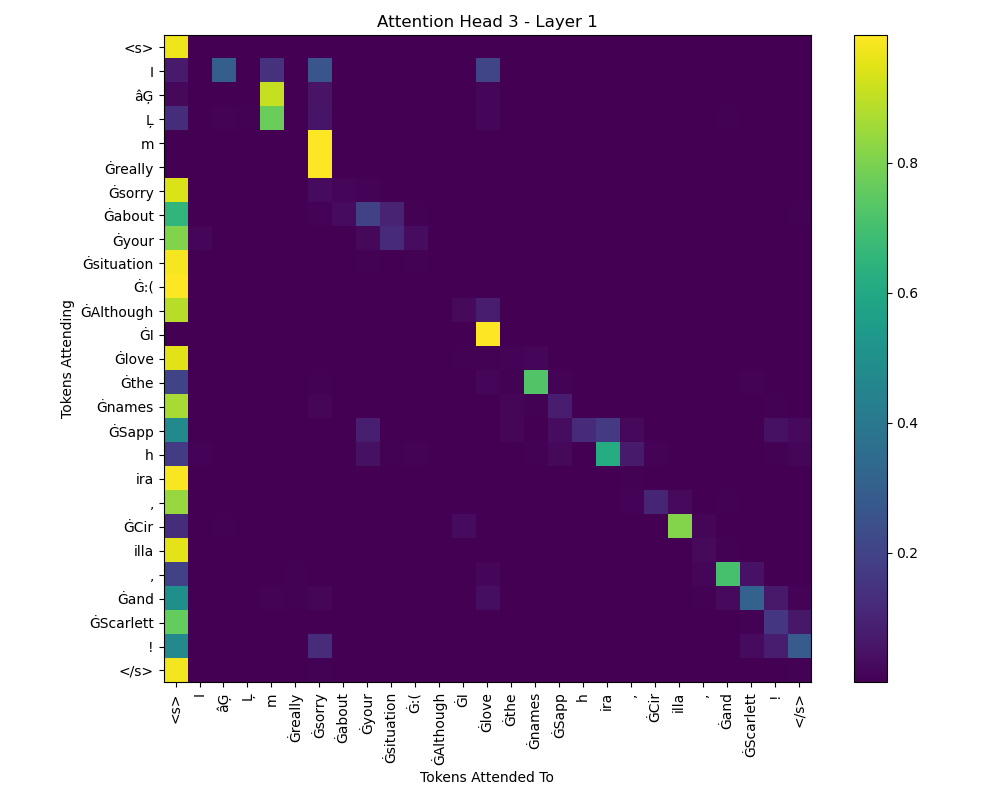 Attention Head 3 - Layer 1
Tokens Attending
<s>
I
âĢ
Ļ
m
Ġreally
Ġsorry
Ġabout
Ġyour
Ġsituation
Ġ:(
ĠAlthough
ĠI
Ġlove
Ġthe
Ġnames
ĠSapp
h
ira
,
ĠCir
illa
,
Ġand
ĠScarlett
!
</s>
<s>
I
âĢ
Ļ
m
Ġreally
Ġsorry
Ġabout
Ġyour
Ġsituation
Ġ:(
ĠAlthough
ĠI
Ġlove
Ġthe
Ġnames
ĠSapp
h
ira
,
ĠCir
illa
,
Ġand
ĠScarlett
!
</s>
Tokens Attended To
0.8
0.6
0.4
0.2